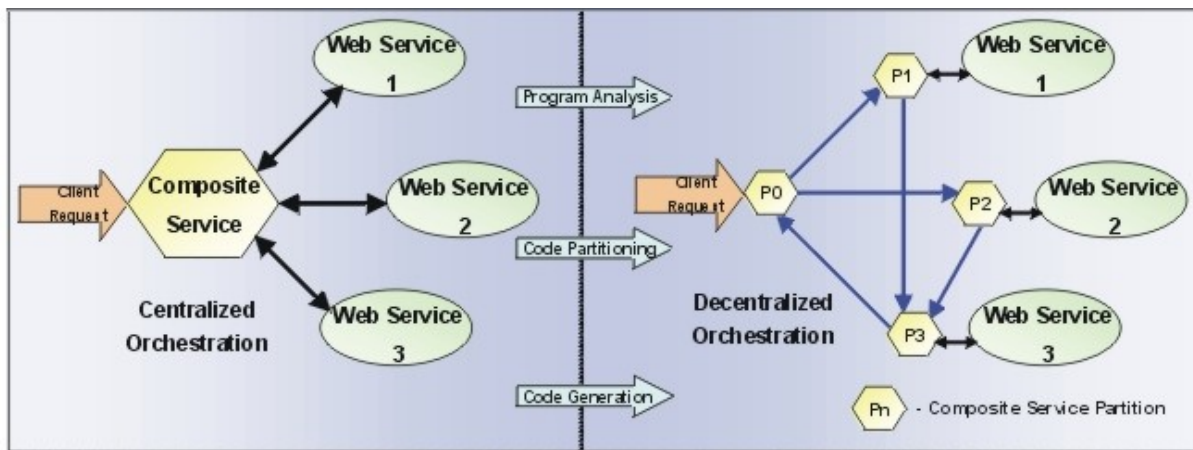 Web Service
1
Client
Request
Composite
Service
Web Service
2
Centralized
Orchestration
Web Service
3
Program Analysis
Code Partitioning
Code Generation
P1
Web Service
1
Client
Request
P0
P2
Web Service
2
Decentralized
Orchestration
P3
Web Service
3
Pn
- Composite Service Partition